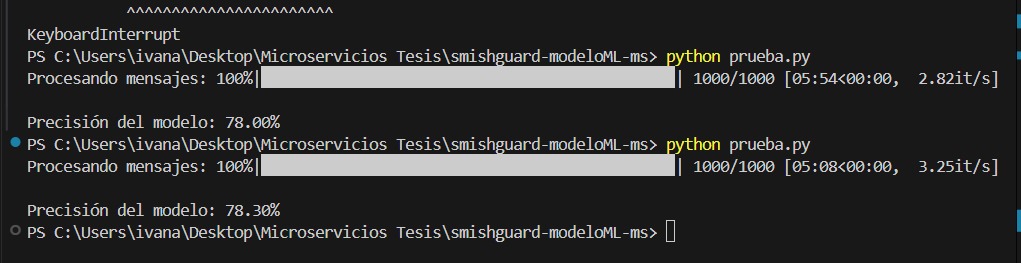 ^^^^^^^^^^^^^^^^^^^^^^^
KeyboardInterrupt
PS C:\Users\ivana\Desktop\Microservicios Tesis\smishguard-modeloML-ms> python prueba.py
Procesando mensajes: 100%|██████████| 1000/1000 [05:54<00:00,  2.82it/s]
Precisión del modelo: 78.00%
PS C:\Users\ivana\Desktop\Microservicios Tesis\smishguard-modeloML-ms> python prueba.py
Procesando mensajes: 100%|██████████| 1000/1000 [05:08<00:00,  3.25it/s]
Precisión del modelo: 78.30%
PS C:\Users\ivana\Desktop\Microservicios Tesis\smishguard-modeloML-ms>